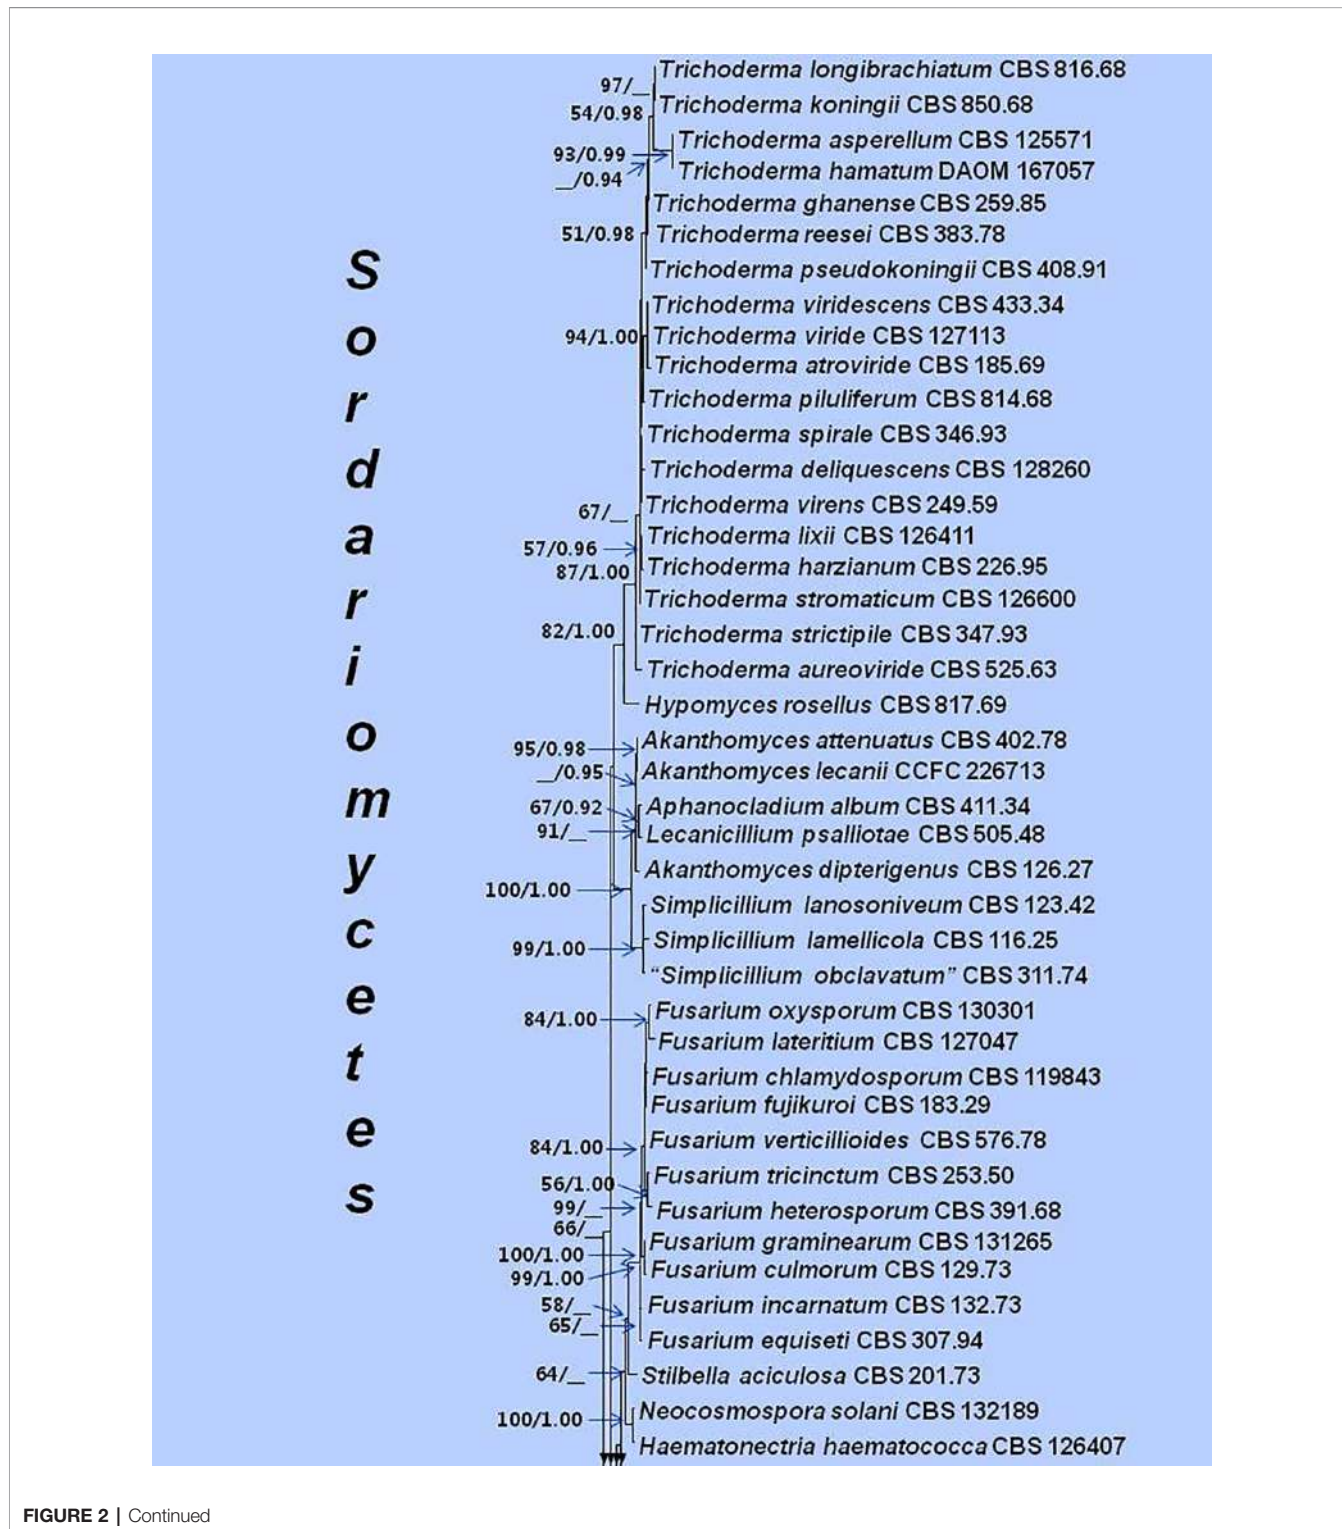 Trichoderma longibrachiatum CBS 816.68
97/__
Trichoderma koningii CBS 850.68
54/0.98
Trichoderma asperellum CBS 125571
93/0.99
Trichoderma hamatum DAOM 167057
__/0.94
Trichoderma ghanense CBS 259.85
51/0.98
Trichoderma reesei CBS 383.78
Trichoderma pseudokoningii CBS 408.91
Trichoderma viridescens CBS 433.34
94/1.00
Trichoderma viride CBS 127113
Trichoderma atroviride CBS 185.69
Trichoderma piluliferum CBS 814.68
Trichoderma spirale CBS 346.93
Trichoderma deliquescens CBS 128260
Trichoderma virens CBS 249.59
67/__
Trichoderma lixii CBS 126411
57/0.96
Trichoderma harzianum CBS 226.95
87/1.00
Trichoderma stromaticum CBS 126600
82/1.00
Trichoderma strictipile CBS 347.93
Trichoderma aureoviride CBS 525.63
Hypomyces rosellus CBS 817.69
Akanthomyces attenuatus CBS 402.78
95/0.98
Akanthomyces lecanii CCFC 226713
__/0.95
Aphanocladium album CBS 411.34
67/0.92
Lecanicillium psalliotae CBS 505.48
91/__
Akanthomyces dipterigenus CBS 126.27
100/1.00
Simplicillium lanosoniveum CBS 123.42
Simplicillium lamellicola CBS 116.25
99/1.00
“Simplicillium obclavatum” CBS 311.74
Fusarium oxysporum CBS 130301
84/1.00
Fusarium lateritium CBS 127047
Fusarium chlamydosporum CBS 119843
Fusarium fujikuroi CBS 183.29
Fusarium verticillioides CBS 576.78
84/1.00
Fusarium tricinctum CBS 253.50
56/1.00
Fusarium heterosporum CBS 391.68
99/__
66/__
Fusarium graminearum CBS 131265
100/1.00
Fusarium culmorum CBS 129.73
99/1.00
Fusarium incarnatum CBS 132.73
58/__
65/__
Fusarium equiseti CBS 307.94
Stilbella aciculosa CBS 201.73
64/__
Neocosmospora solani CBS 132189
100/1.00
Haematonectria haematococca CBS 126407
Sordariomycetes
FIGURE 2 | Continued